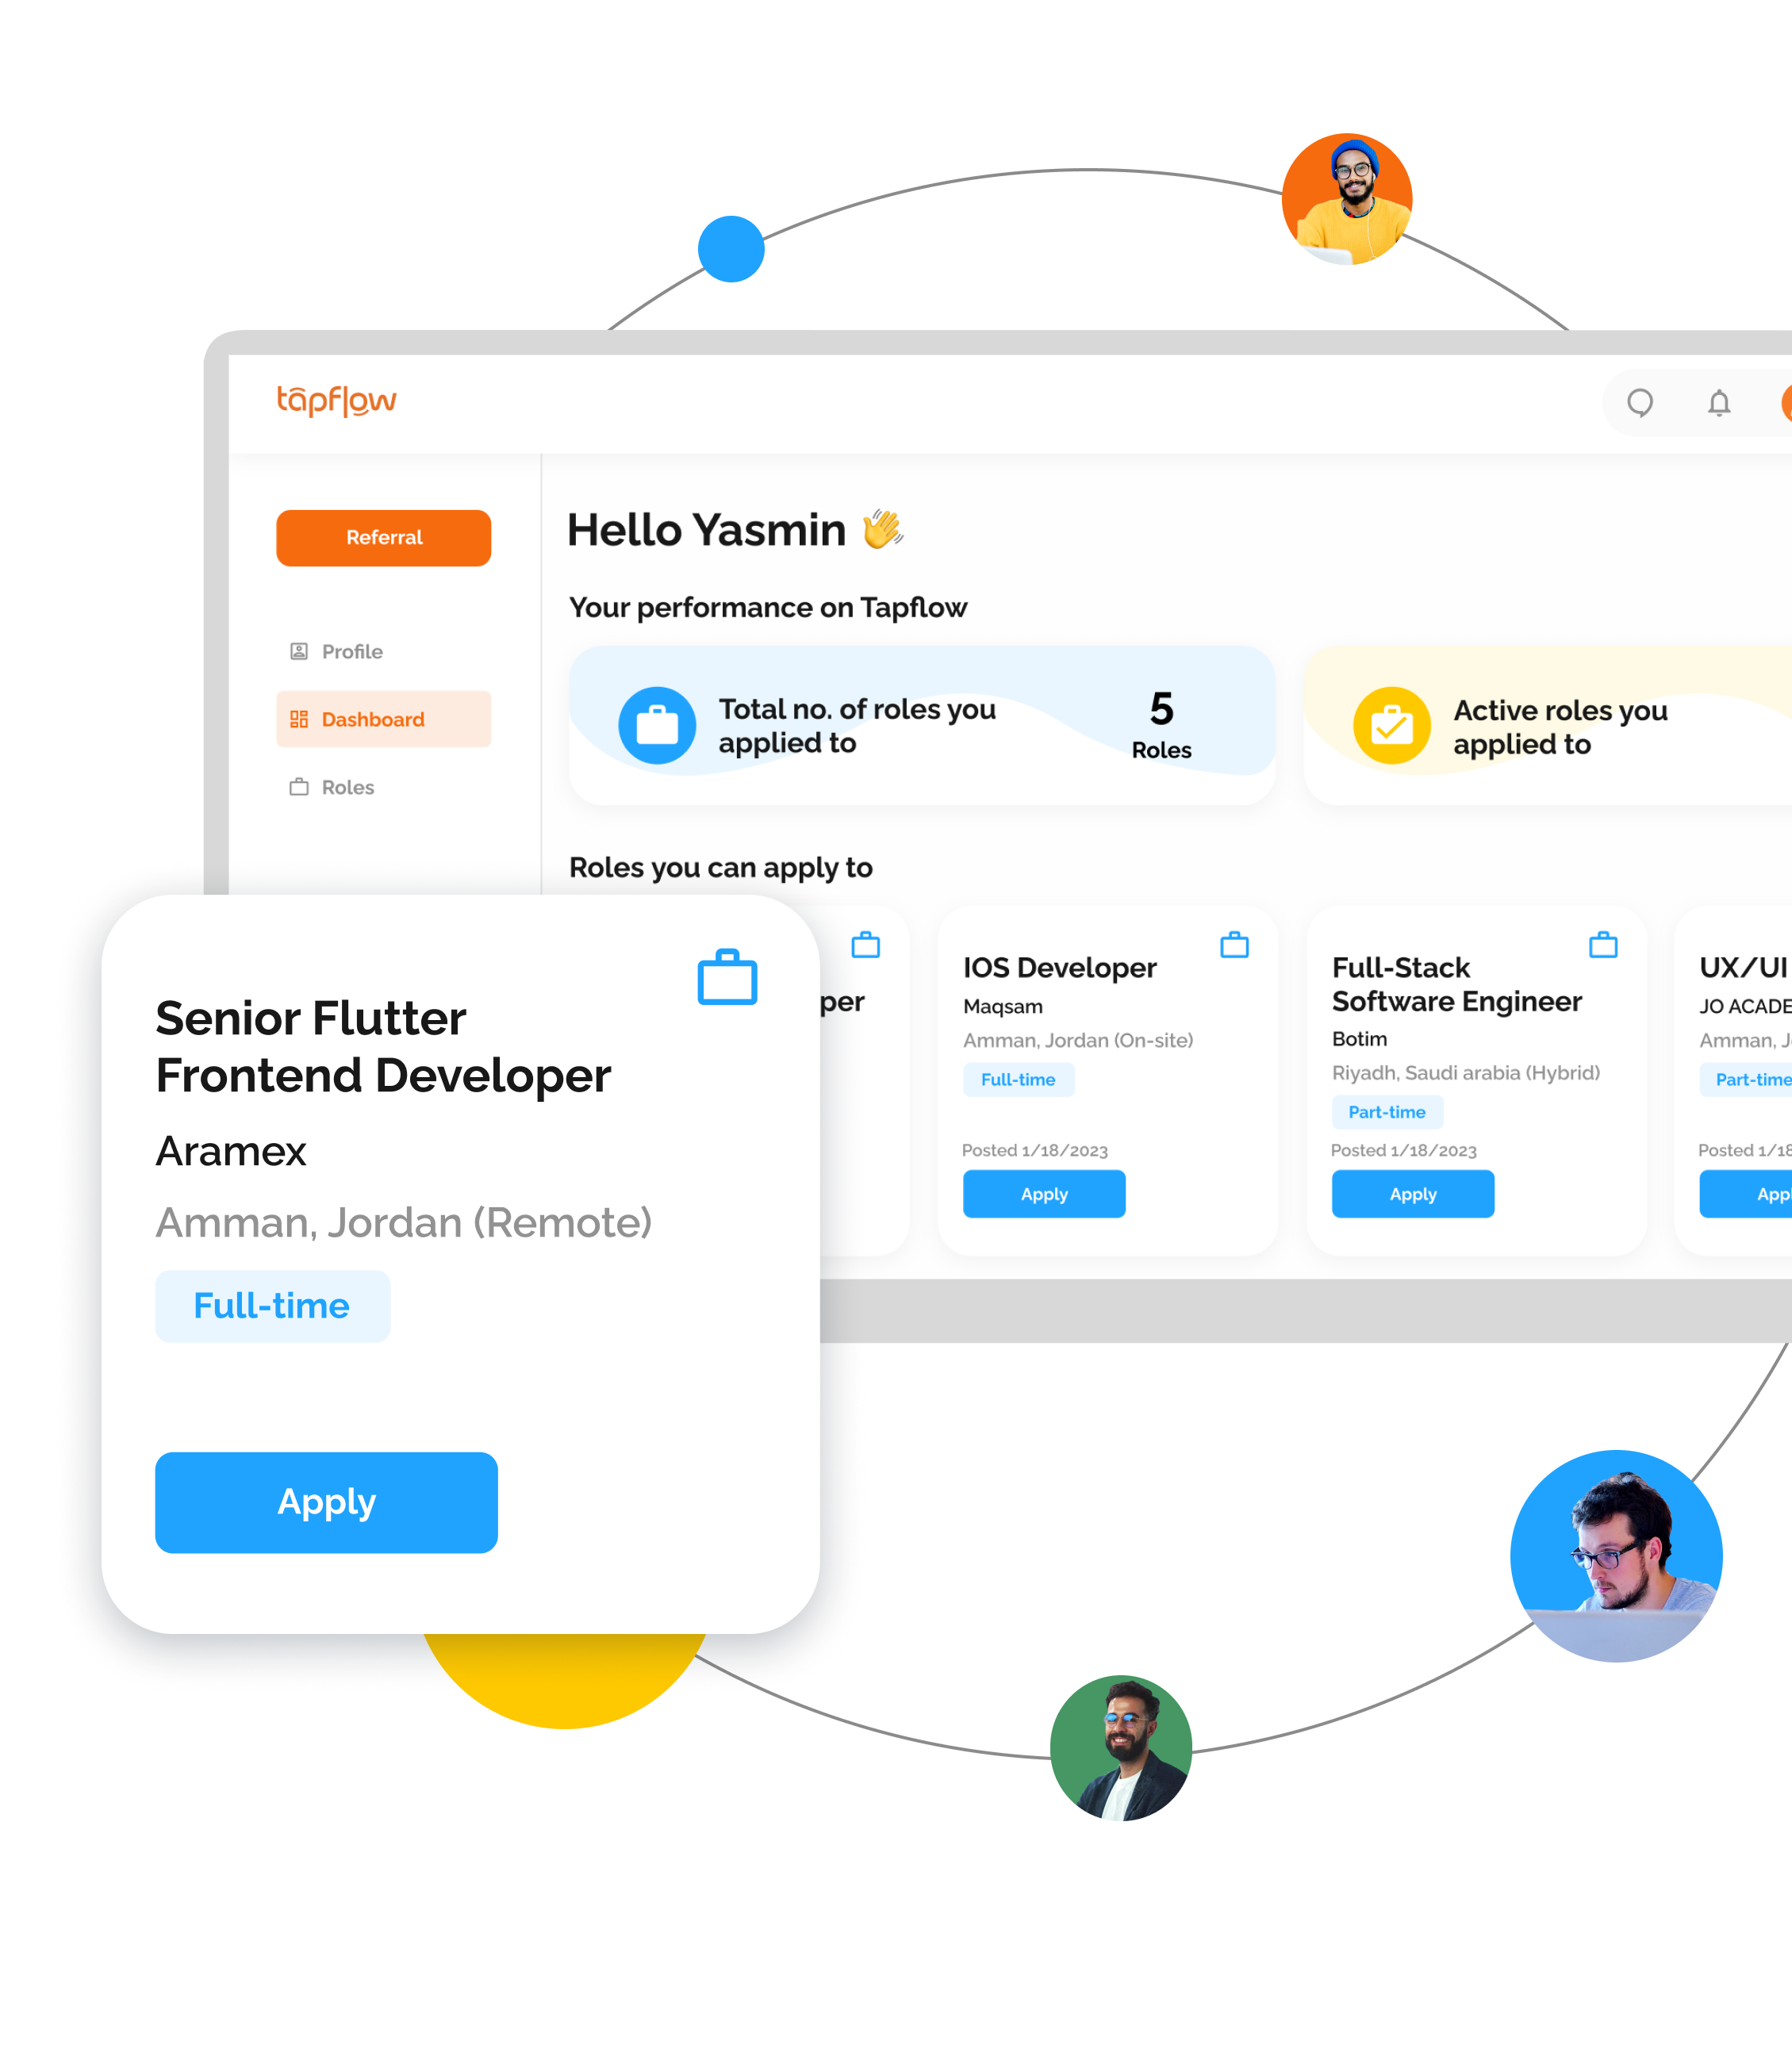 tapflow
Referral
Profile
Dashboard
Roles
Hello Yasmin 👋
Your performance on Tapflow
Total no. of roles you
applied to
5
Roles
Active roles you
applied to
Roles you can apply to
Senior Flutter
Frontend Developer
Aramex
Amman, Jordan (Remote)
Full-time
Apply
per
IOS Developer
Maqsam
Amman, Jordan (On-site)
Full-time
Posted 1/18/2023
Apply
Full-Stack
Software Engineer
Botim
Riyadh, Saudi arabia (Hybrid)
Part-time
Posted 1/18/2023
Apply
UX/UI
JO ACADE
Amman, J
Part-time
Posted 1/18
App